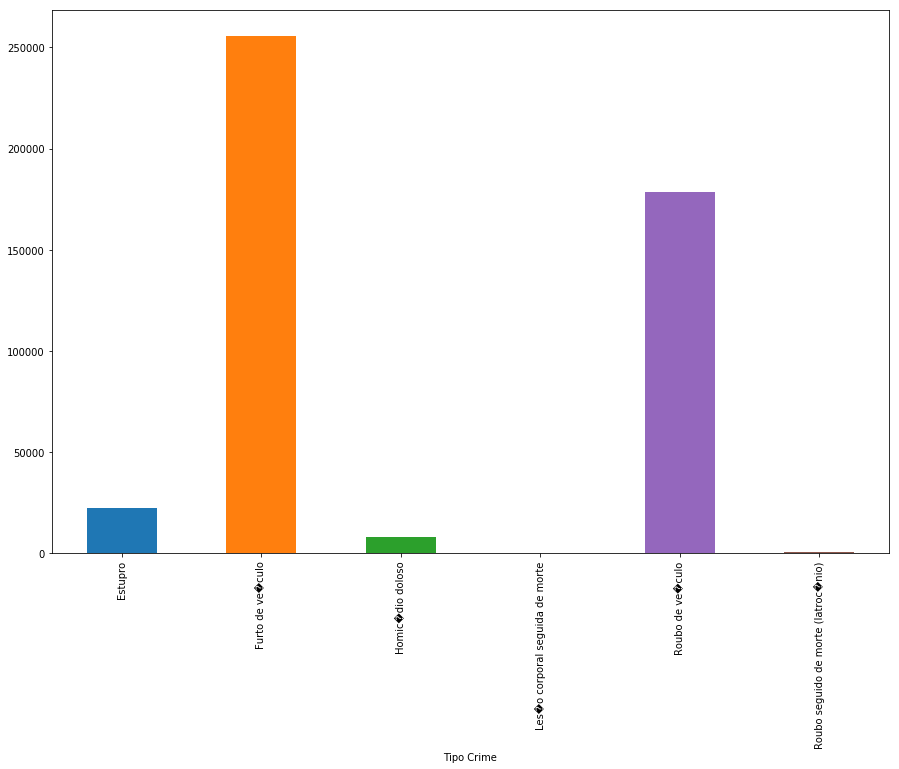 250000
200000
150000
100000
50000
0
Estupro
Furto de ve�culo
Homic�dio doloso
Les�o corporal seguida de morte
Roubo de ve�culo
Roubo seguido de morte (latroc�nio)
Tipo Crime